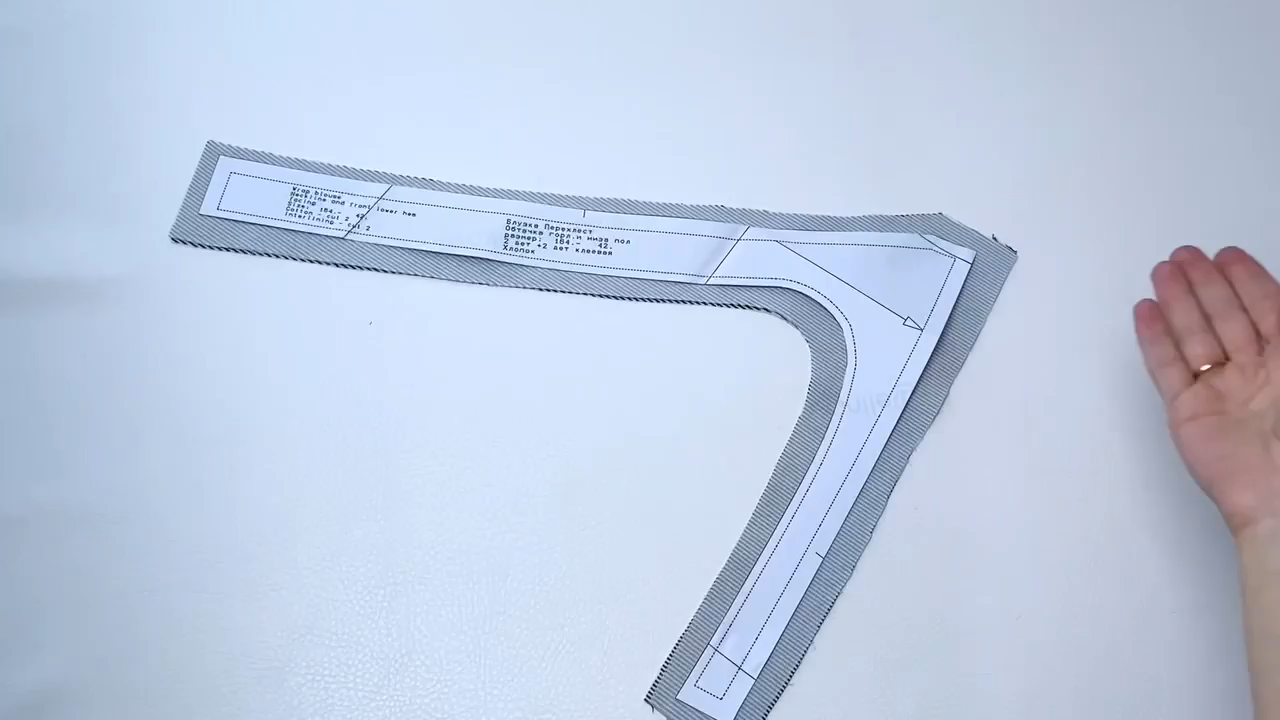 Wrap blouse
Neckline and front lower hem
facing
Size: 164.- 42.
Cotton - cut 2
Interlining - cut 2
Блузка Перехлест
Обтачка горл.и низа пол
размер: 164.- 42.
2 дет +2 дет клеевая
Хлопок